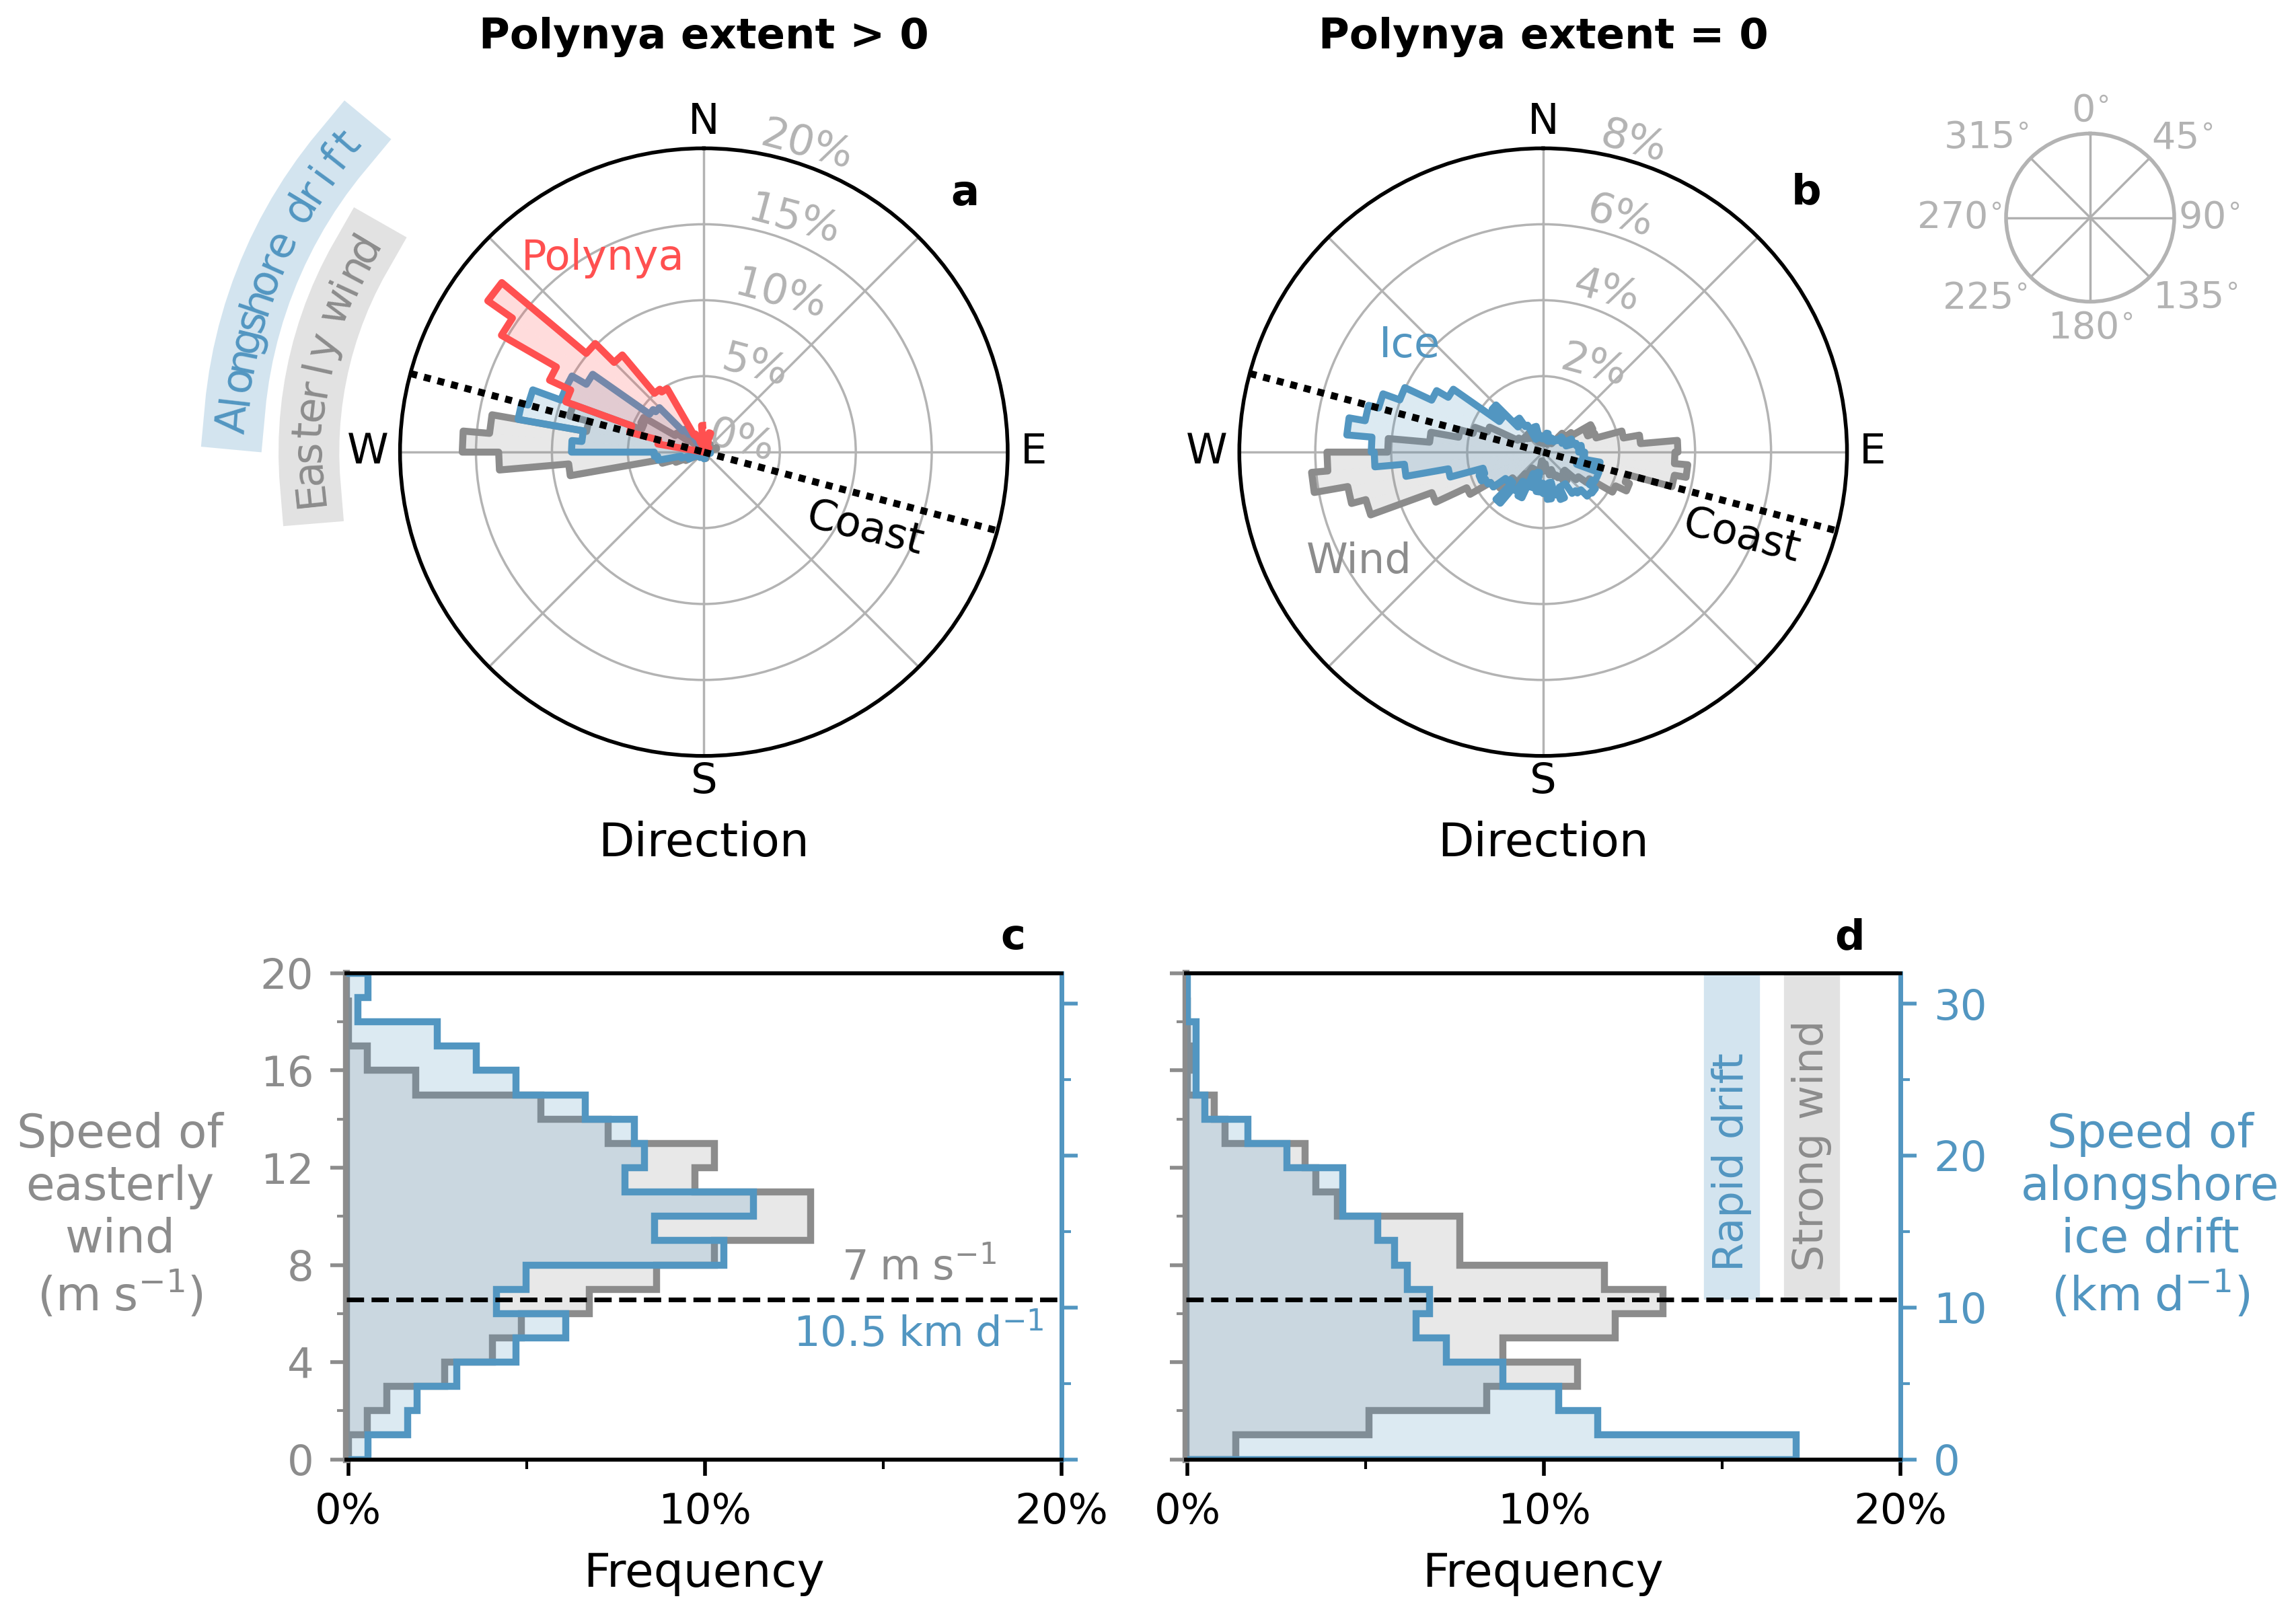 Polynya extent > 0
Polynya extent = 0
Alongshore drift
Easterly wind
N
20%
15%
10%
5%
0%
a
Polynya
W
E
Coast
S
Direction
N
8%
6%
4%
2%
b
Ice
W
E
Wind
Coast
S
Direction
0°
45°
90°
135°
180°
225°
270°
315°
c
20
16
12
8
4
0
Speed of
easterly
wind
(m s⁻¹)
7 m s⁻¹
10.5 km d⁻¹
0%
10%
20%
Frequency
d
Rapid drift
Strong wind
30
20
10
0
Speed of
alongshore
ice drift
(km d⁻¹)
0%
10%
20%
Frequency